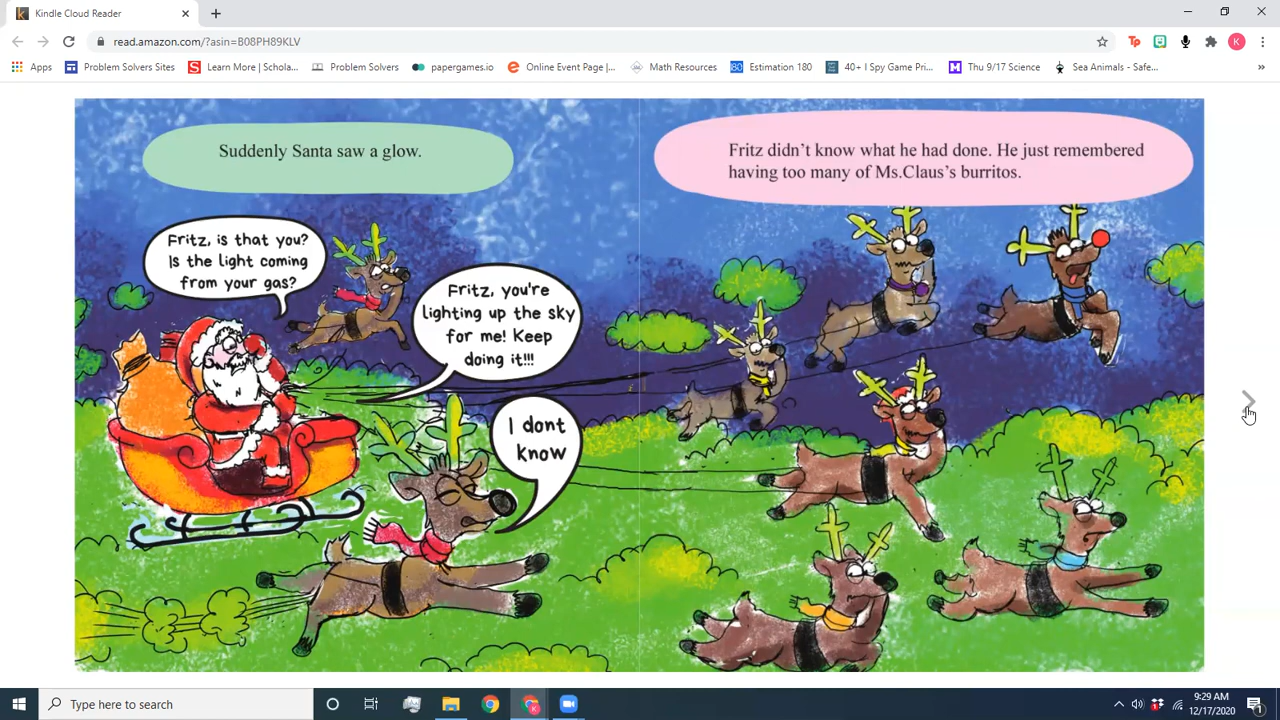 Kindle Cloud Reader
read.amazon.com/?asin=B08PH89KLV
Apps
Problem Solvers Sites
Learn More | Schola...
Problem Solvers
papergames.io
Online Event Page |...
Math Resources
80
Estimation 180
40+ I Spy Game Pri...
Thu 9/17 Science
Sea Animals - Safe...
Suddenly Santa saw a glow.
Fritz, is that you?
Is the light coming
from your gas?
Fritz, you're
lighting up the sky
for me! Keep
doing it!!!
I dont
know
Fritz didn't know what he had done. He just remembered
having too many of Ms.Claus's burritos.
Type here to search
9:29 AM
12/17/2020